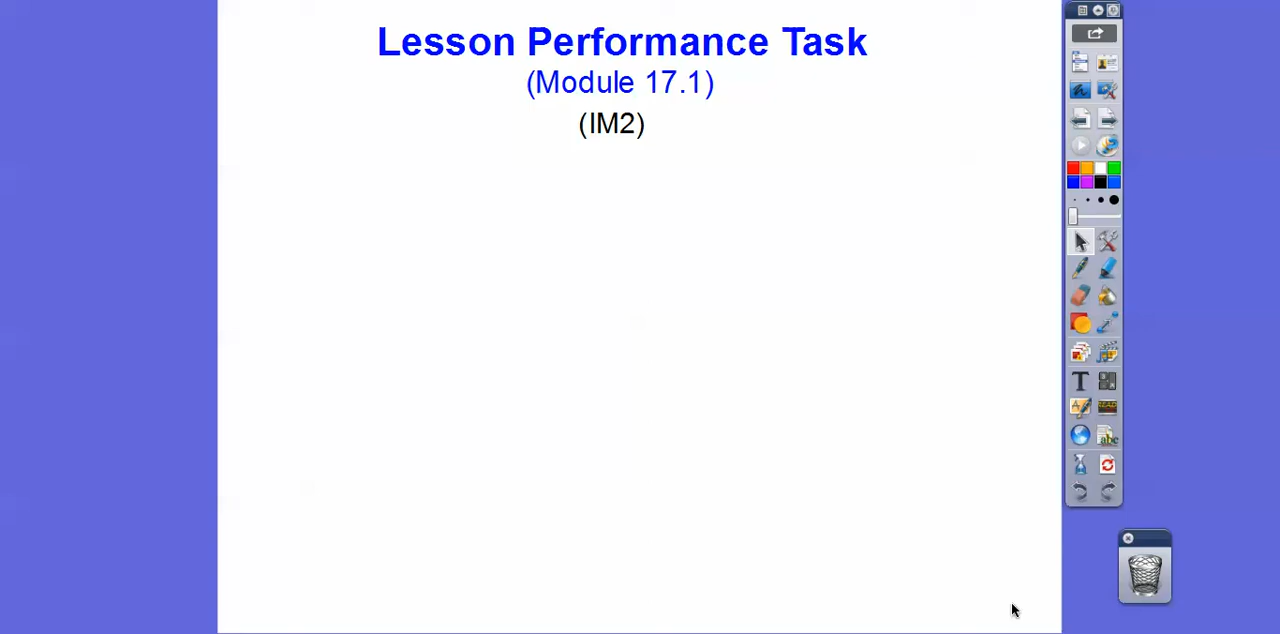 Lesson Performance Task
(Module 17.1)
(IM2)